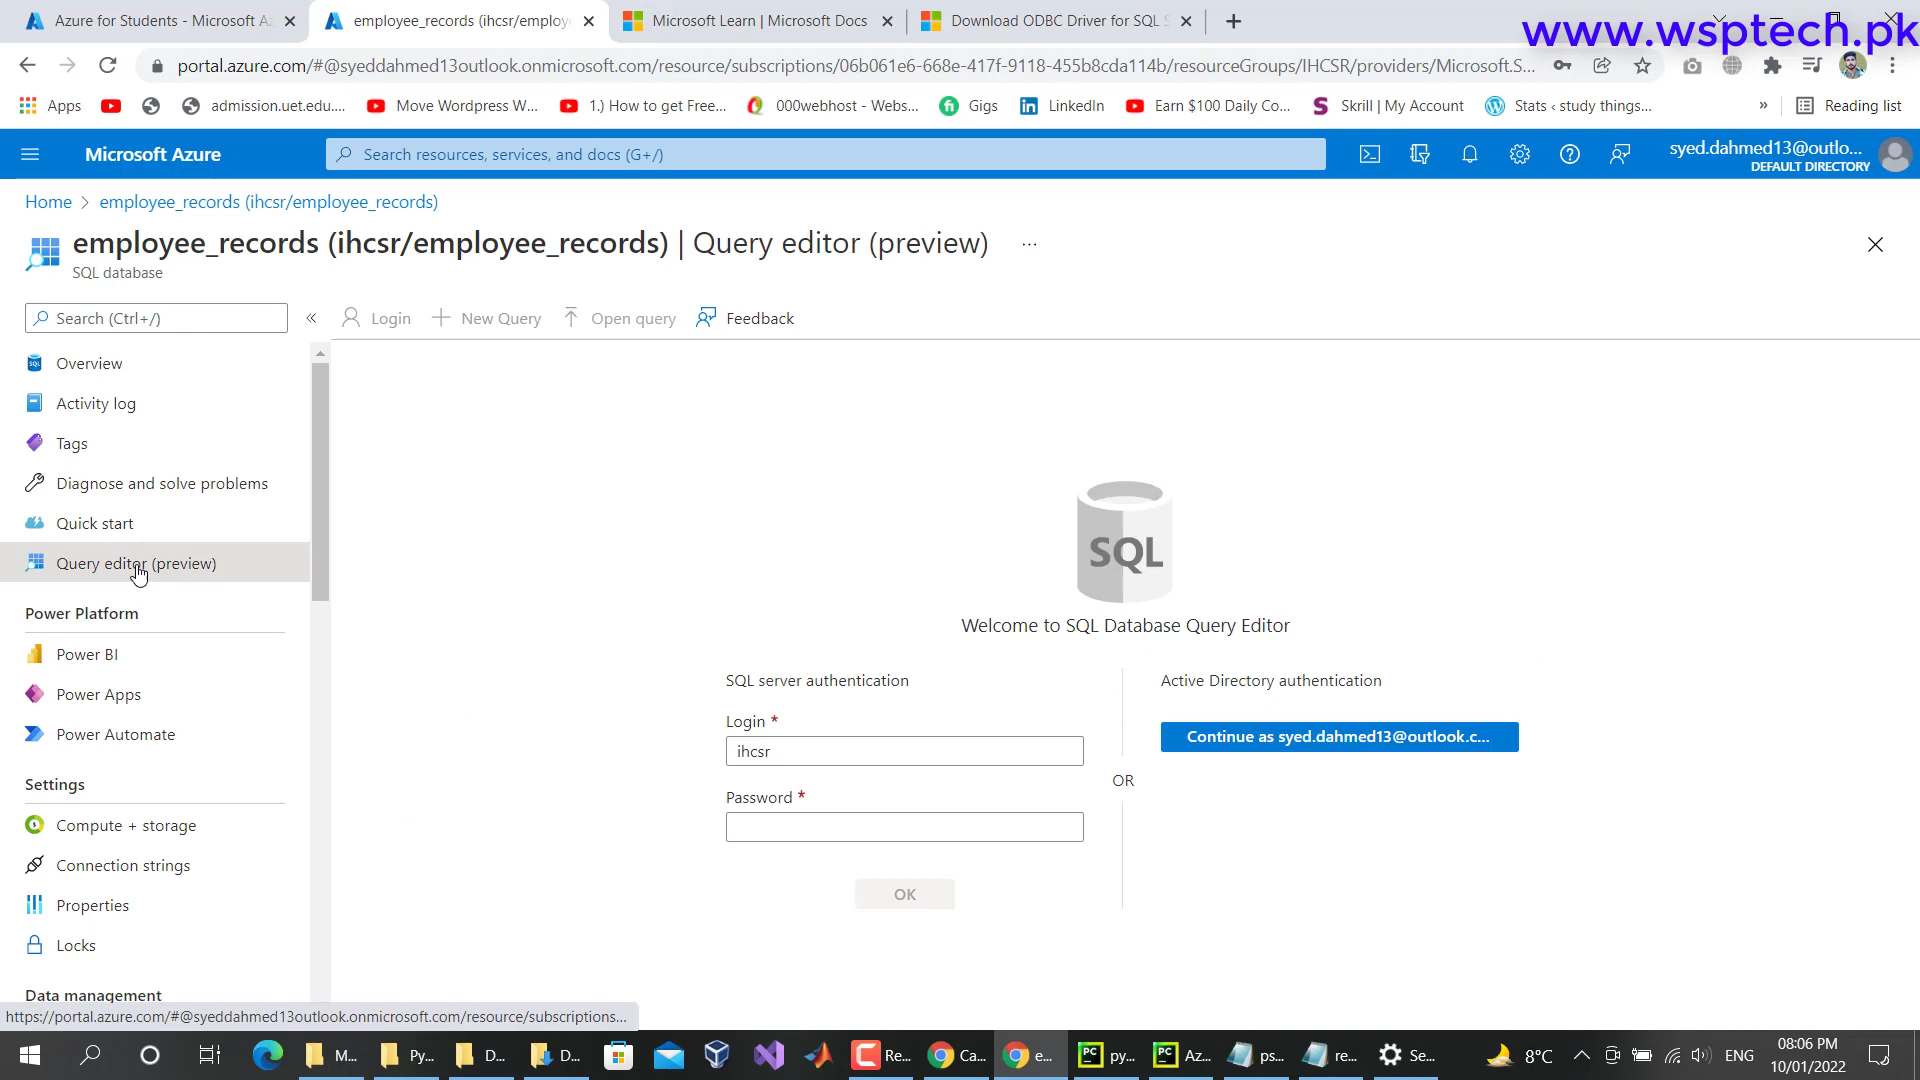 Azure for Students - Microsoft Az
employee_records (ihcsr/employ
Microsoft Learn | Microsoft Docs
Download ODBC Driver for SQL S
www.wsptech.pk
portal.azure.com/#@syeddahmed13outlook.onmicrosoft.com/resource/subscriptions/06b061e6-668e-417f-9118-455b8cda114b/resourceGroups/IHCSR/providers/Microsoft.S...
Apps
admission.uet.edu....
Move Wordpress W...
1.) How to get Free...
000webhost - Webs...
Gigs
LinkedIn
Earn $100 Daily Co...
Skrill | My Account
Stats ‹ study things...
»
Reading list
Microsoft Azure
Search resources, services, and docs (G+/)
syed.dahmed13@outlo...
DEFAULT DIRECTORY
Home > employee_records (ihcsr/employee_records)
employee_records (ihcsr/employee_records) | Query editor (preview) ...
SQL database
Search (Ctrl+/)
«
Login
New Query
Open query
Feedback
Overview
Activity log
Tags
Diagnose and solve problems
Quick start
Query editor (preview)
Power Platform
Power BI
Power Apps
Power Automate
Settings
Compute + storage
Connection strings
Properties
Locks
Data management
SQL
Welcome to SQL Database Query Editor
SQL server authentication
Login *
ihcsr
Password *
OK
OR
Active Directory authentication
Continue as syed.dahmed13@outlook.c...
https://portal.azure.com/#@syeddahmed13outlook.onmicrosoft.com/resource/subscriptions...
M...
Py...
D...
D...
Re...
Ca...
e...
py...
Az...
ps...
re...
Se...
8°C
ENG
08:06 PM
10/01/2022